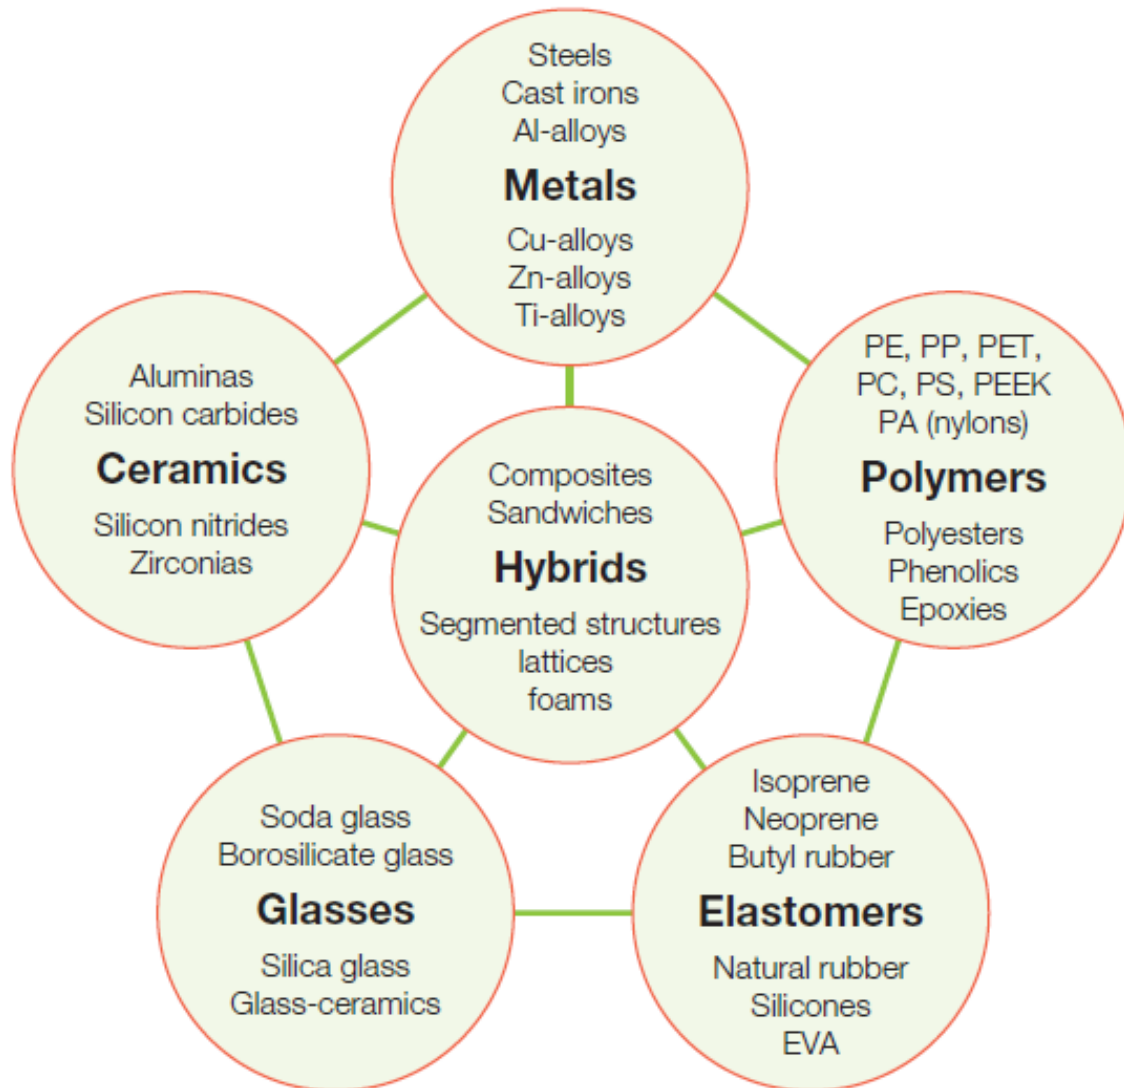 Steels
Cast irons
Al-alloys
Metals
Cu-alloys
Zn-alloys
Ti-alloys
Aluminas
Silicon carbides
Ceramics
Silicon nitrides
Zirconias
PE, PP, PET,
PC, PS, PEEK
PA (nylons)
Polymers
Polyesters
Phenolics
Epoxies
Composites
Sandwiches
Hybrids
Segmented structures
lattices
foams
Soda glass
Borosilicate glass
Glasses
Silica glass
Glass-ceramics
Isoprene
Neoprene
Butyl rubber
Elastomers
Natural rubber
Silicones
EVA